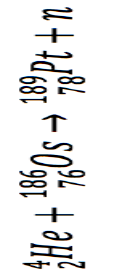 ⁴₂He + ¹⁸⁶₇₆Os → ¹⁸⁹₇₈Pt + n